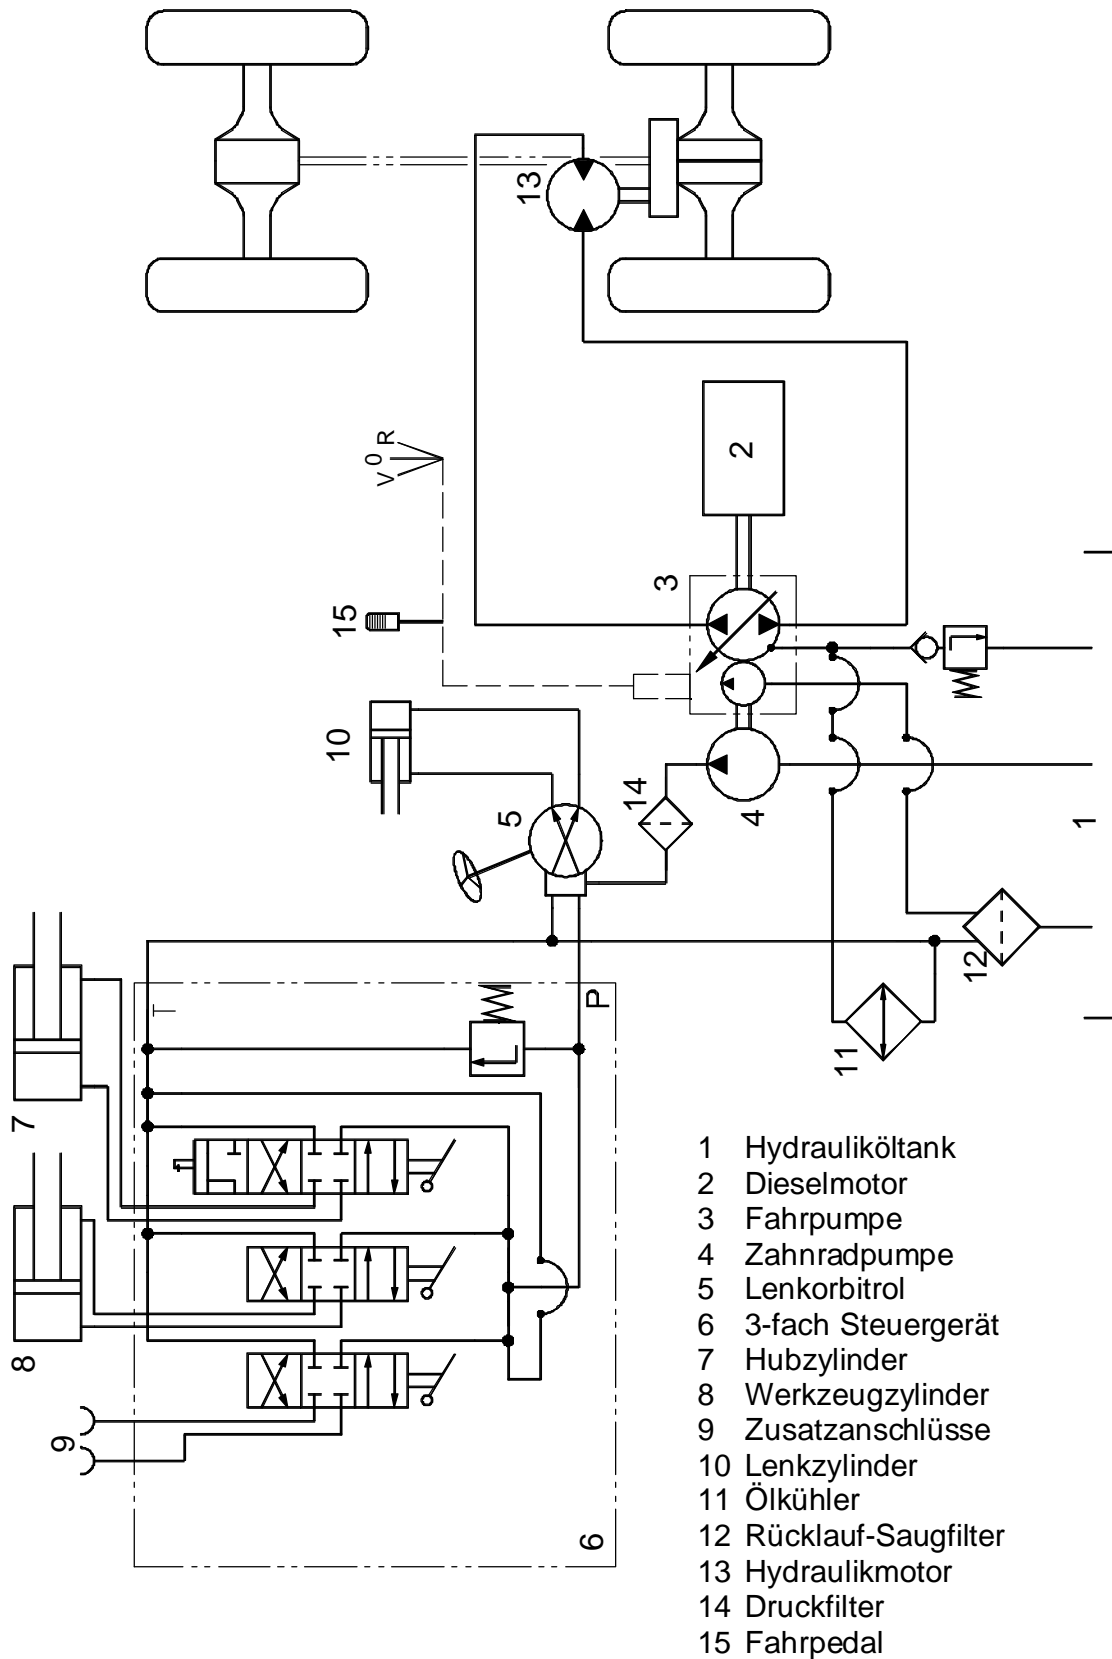 13
V 0 R
2
3
15
10
5
14
4
1
12
T
P
11
7
8
9
6
1 Hydrauliköltank
2 Dieselmotor
3 Fahrpumpe
4 Zahnradpumpe
5 Lenkorbitrol
6 3-fach Steuergerät
7 Hubzylinder
8 Werkzeugzylinder
9 Zusatzanschlüsse
10 Lenkzylinder
11 Ölkühler
12 Rücklauf-Saugfilter
13 Hydraulikmotor
14 Druckfilter
15 Fahrpedal